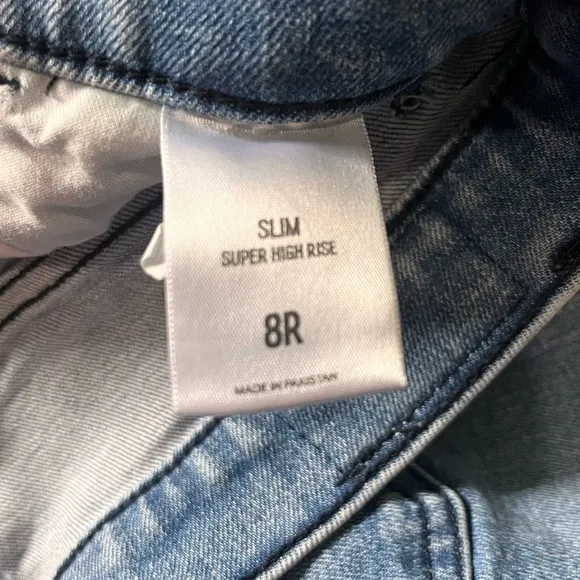 SLIM
SUPER HIGH RISE
8R
MADE IN PAKISTAN